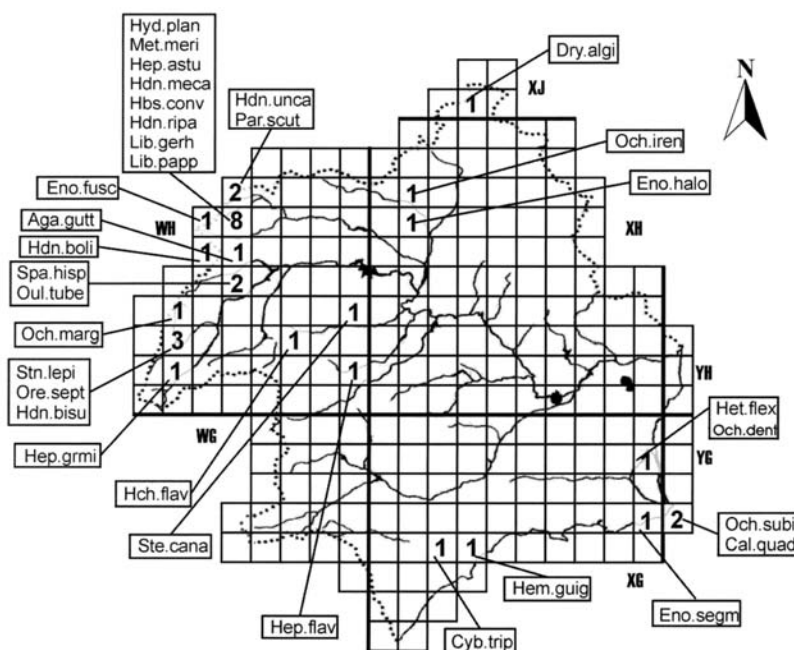 Hyd.plan
Met.meri
Hep.astu
Hdn.meca
Hbs.conv
Hdn.ripa
Lib.gerh
Lib.papp
Dry.algi
XJ
N
1
Hdn.unca
Par.scut
Och.iren
2
1
Eno.fusc
Eno.halo
1
8
1
WH
XH
Aga.gutt
Hdn.boli
1
1
Spa.hisp
Oul.tube
2
Och.marg
1
1
3
1
Stn.lepi
Ore.sept
Hdn.bisu
1
1
YH
Het.flex
Och.dent
WG
Hep.grmi
1
YG
Hch.flav
Och.subi
Cal.quad
1
2
Ste.cana
1
1
Hem.guig
XG
Eno.segm
Hep.flav
Cyb.trip